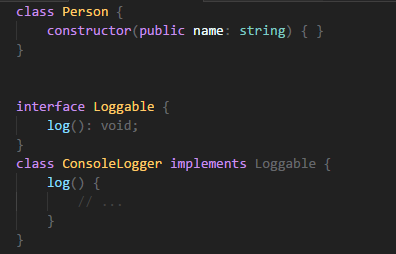 class Person {
    constructor(public name: string) { }
}
interface Loggable {
    log(): void;
}
class ConsoleLogger implements Loggable {
    log() {
        // ...
    }
}